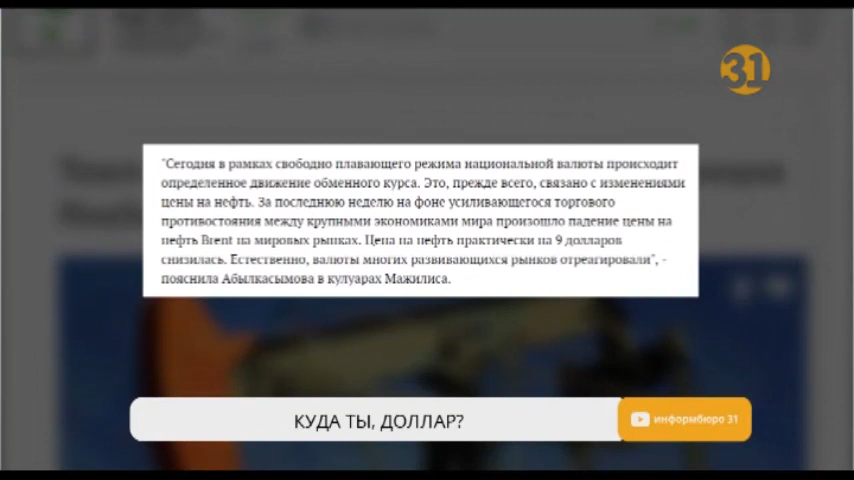 31
"Сегодня в рамках свободно плавающего режима национальной валюты происходит
определенное движение обменного курса. Это, прежде всего, связано с изменениями
цены на нефть. За последнюю неделю на фоне усиливающегося торгового
противостояния между крупными экономиками мира произошло падение цены на
нефть Brent на мировых рынках. Цена на нефть практически на 9 долларов
снизилась. Естественно, валюты многих развивающихся рынков отреагировали", -
пояснила Абылкасымова в кулуарах Мажилиса.
КУДА ТЫ, ДОЛЛАР?
информбюро 31